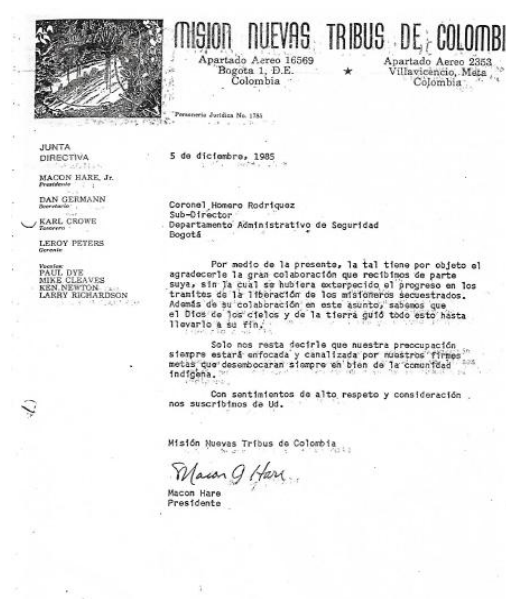 MISION NUEVAS TRIBUS DE COLOMBI
Apartado Aereo 16569
Bogota 1, D.E.
Colombia
★
Apartado Aereo 2353
Villavicencio, Meta
Colombia
Personeria Juridica No. 1785
JUNTA
DIRECTIVA
MACON HARE, Jr.
Presidente
DAN GERMANN
Secretario
KARL CROWE
Tesorero
LEROY PETERS
Gerente
Vocales:
PAUL DYE
MIKE CLEAVES
KEN NEWTON
LARRY RICHARDSON
5 de diciembre, 1985
Coronel Homero Rodriguez
Sub-Director
Departamento Administrativo de Seguridad
Bogotá
Por medio de la presente, la tal tiene por objeto el
agradecerle la gran colaboración que recibimos de parte
suya, sin la cual se hubiera exterpecido el progreso en los
tramites de la liberación de los misioneros secuestrados.
Además de su colaboración en este asunto, sabemos que
el Dios de los cielos y de la tierra guió todo esto hasta
llevarlo a su fin.
Solo nos resta decirle que nuestra preocupación
siempre estará enfocada y canalizada por nuestros firmes
metas que desembocaran siempre en bien de la comunidad
indígena.
Con sentimientos de alto respeto y consideración
nos suscribimos de Ud.
Misión Nuevas Tribus de Colombia
Macon G Hare
Macon Hare
Presidente